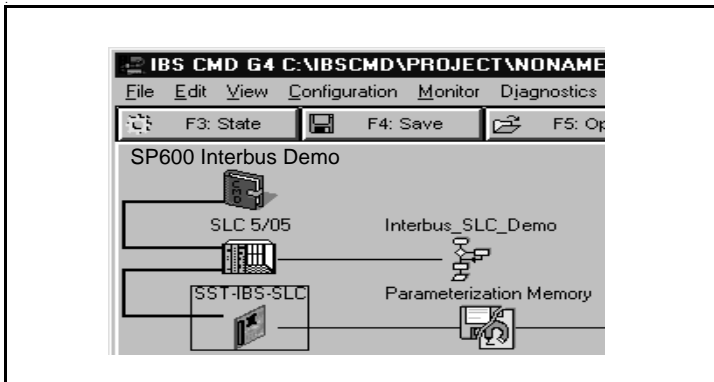 IBS CMD G4 C:\IBSCMD\PROJECT\NONAME
File Edit View Configuration Monitor Diagnostics
F3: State F4: Save F5: Op
SP600 Interbus Demo
SLC 5/05 Interbus_SLC_Demo
SST-IBS-SLC Parameterization Memory